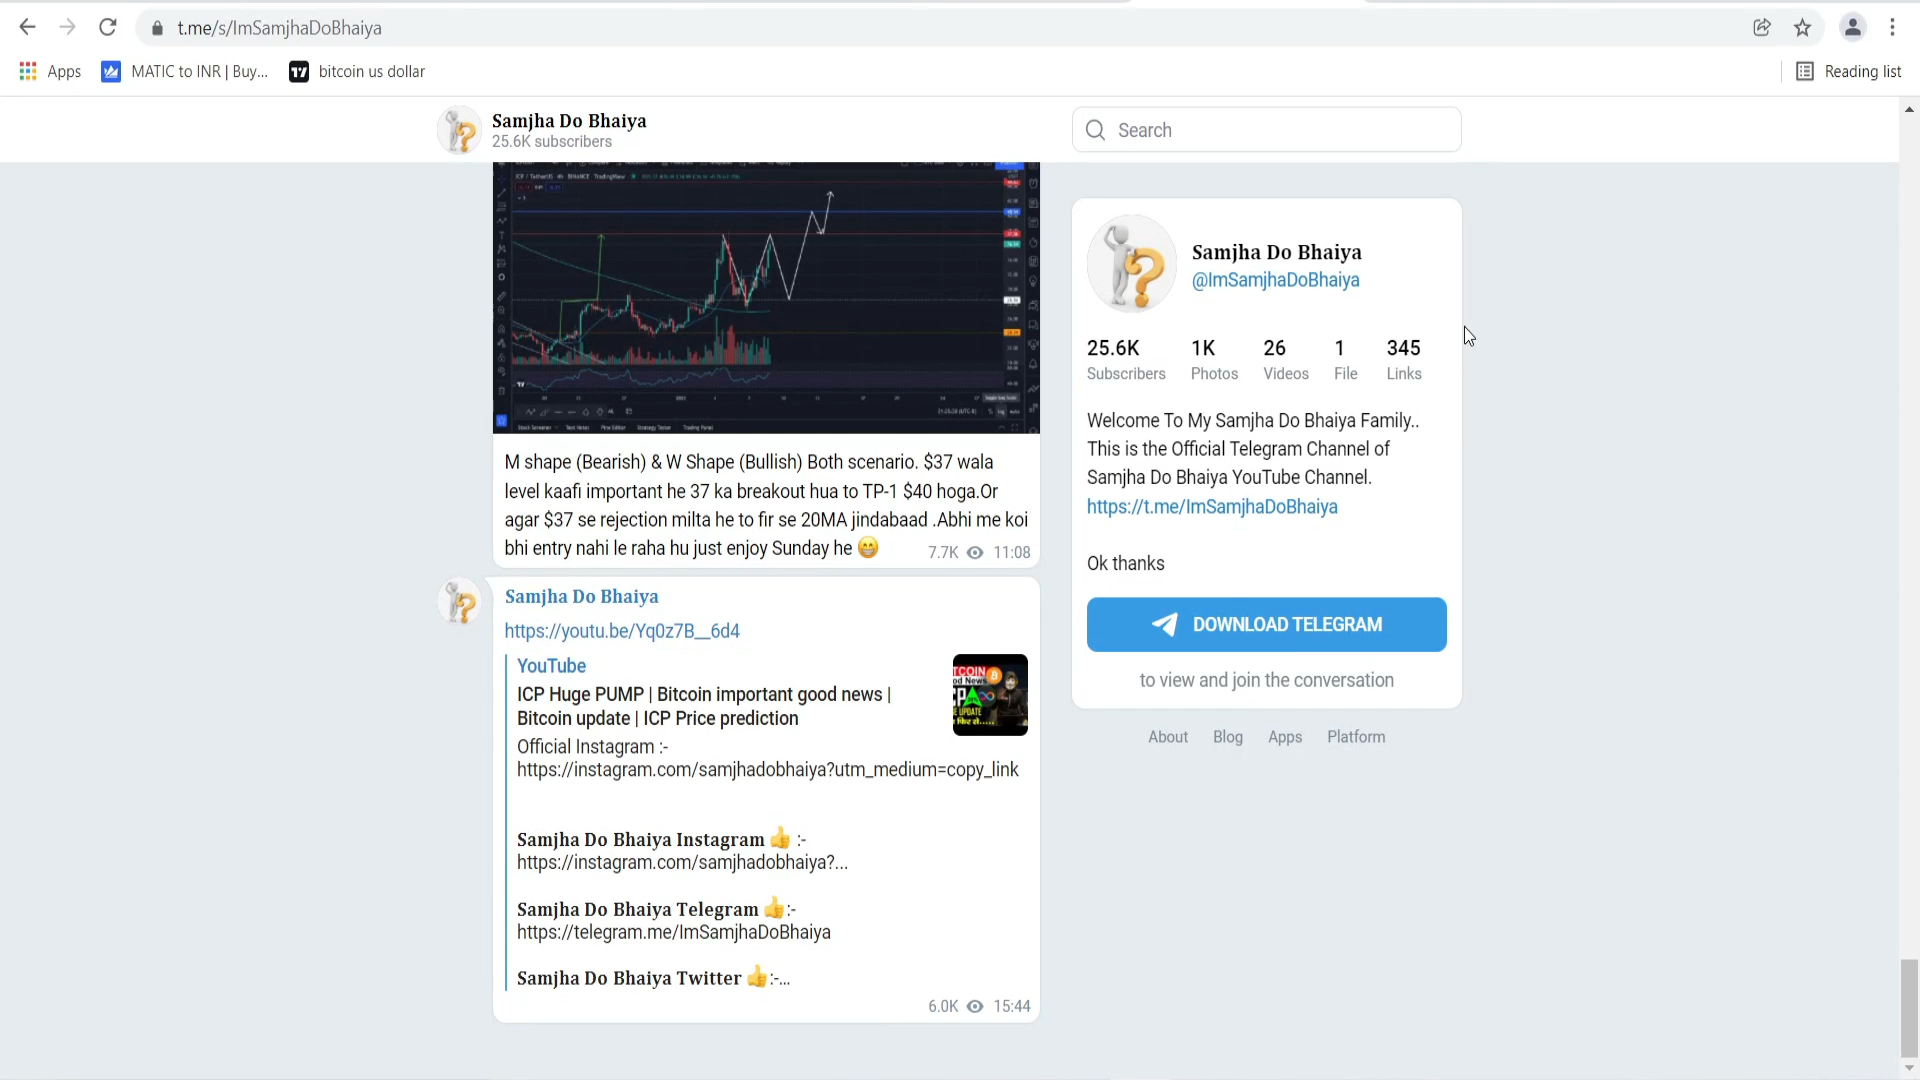 t.me/s/ImSamjhaDoBhaiya
Apps
MATIC to INR | Buy...
bitcoin us dollar
Reading list
Samjha Do Bhaiya
25.6K subscribers
Search
M shape (Bearish) & W Shape (Bullish) Both scenario. $37 wala
level kaafi important he 37 ka breakout hua to TP-1 $40 hoga.Or
agar $37 se rejection milta he to fir se 20MA jindabaad .Abhi me koi
bhi entry nahi le raha hu just enjoy Sunday he 😁
7.7K 11:08
Samjha Do Bhaiya
https://youtu.be/Yq0z7B__6d4
YouTube
ICP Huge PUMP | Bitcoin important good news |
Bitcoin update | ICP Price prediction
Official Instagram :-
https://instagram.com/samjhadobhaiya?utm_medium=copy_link
Samjha Do Bhaiya Instagram 👍 :-
https://instagram.com/samjhadobhaiya?...
Samjha Do Bhaiya Telegram 👍:-
https://telegram.me/ImSamjhaDoBhaiya
Samjha Do Bhaiya Twitter 👍:-...
6.0K 15:44
Samjha Do Bhaiya
@ImSamjhaDoBhaiya
25.6K 1K 26 1 345
Subscribers Photos Videos File Links
Welcome To My Samjha Do Bhaiya Family..
This is the Official Telegram Channel of
Samjha Do Bhaiya YouTube Channel.
https://t.me/ImSamjhaDoBhaiya
Ok thanks
DOWNLOAD TELEGRAM
to view and join the conversation
About Blog Apps Platform